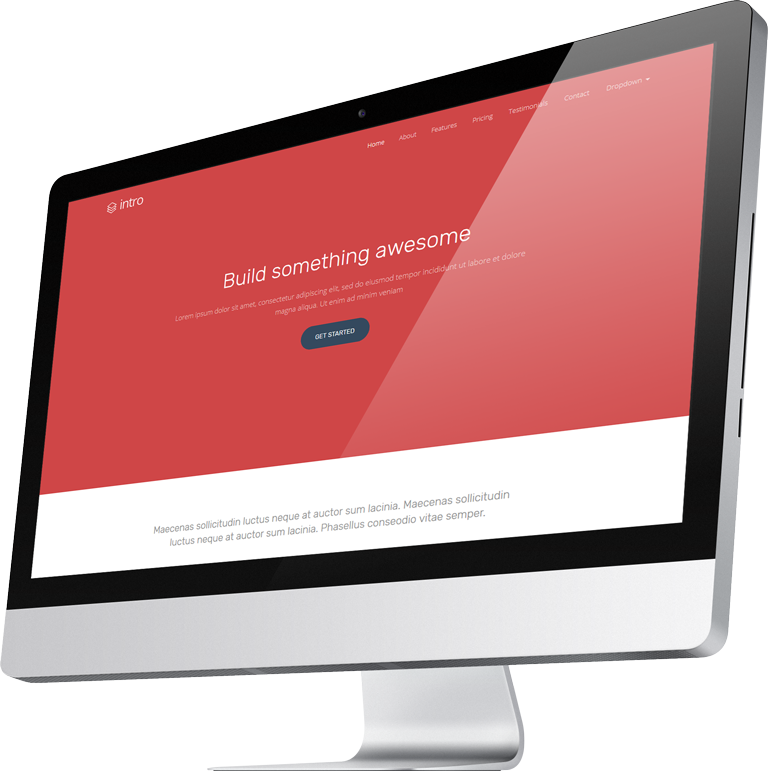 intro
Home About Features Pricing Testimonials Contact Dropdown
Build something awesome
Lorem ipsum dolor sit amet, consectetur adipiscing elit, sed do eiusmod tempor incididunt ut labore et dolore
magna aliqua. Ut enim ad minim veniam
GET STARTED
Maecenas sollicitudin luctus neque at auctor sum lacinia. Maecenas sollicitudin
luctus neque at auctor sum lacinia. Phasellus conseodio vitae semper.